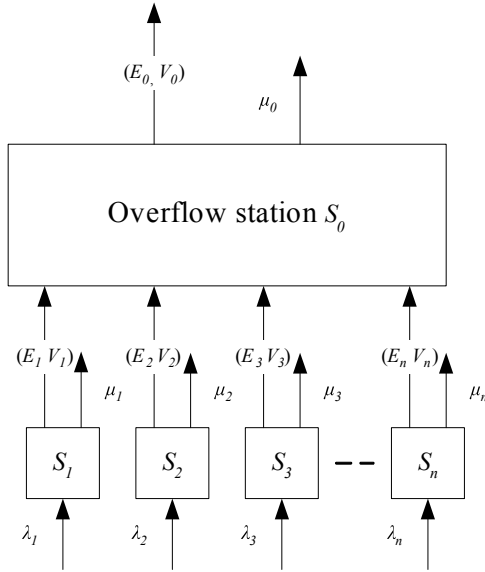 (E₀, V₀)
μ₀
Overflow station S₀
(E₁ V₁) (E₂ V₂) (E₃ V₃) (Eₙ V ₙ)
μ₁ μ₂ μ₃ μₙ
S₁ S₂ S₃ Sₙ
λ₁ λ₂ λ₃ λₙ